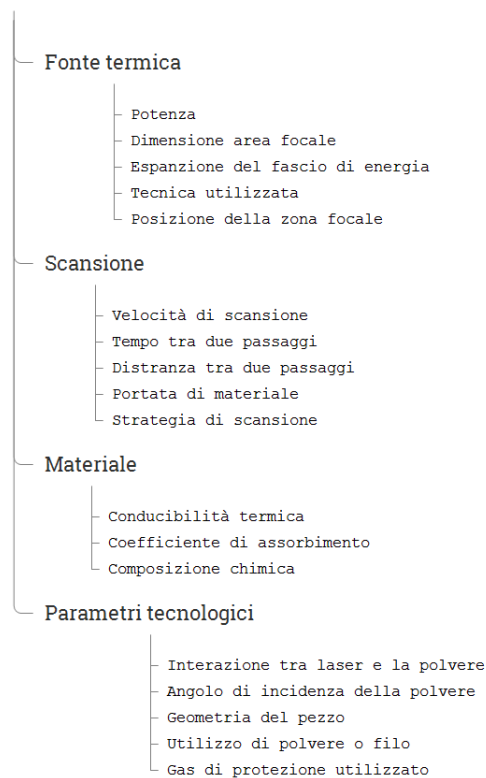 Fonte termica
Potenza
Dimensione area focale
Espanzione del fascio di energia
Tecnica utilizzata
Posizione della zona focale
Scansione
Velocità di scansione
Tempo tra due passaggi
Distranza tra due passaggi
Portata di materiale
Strategia di scansione
Materiale
Conducibilità termica
Coefficiente di assorbimento
Composizione chimica
Parametri tecnologici
Interazione tra laser e la polvere
Angolo di incidenza della polvere
Geometria del pezzo
Utilizzo di polvere o filo
Gas di protezione utilizzato